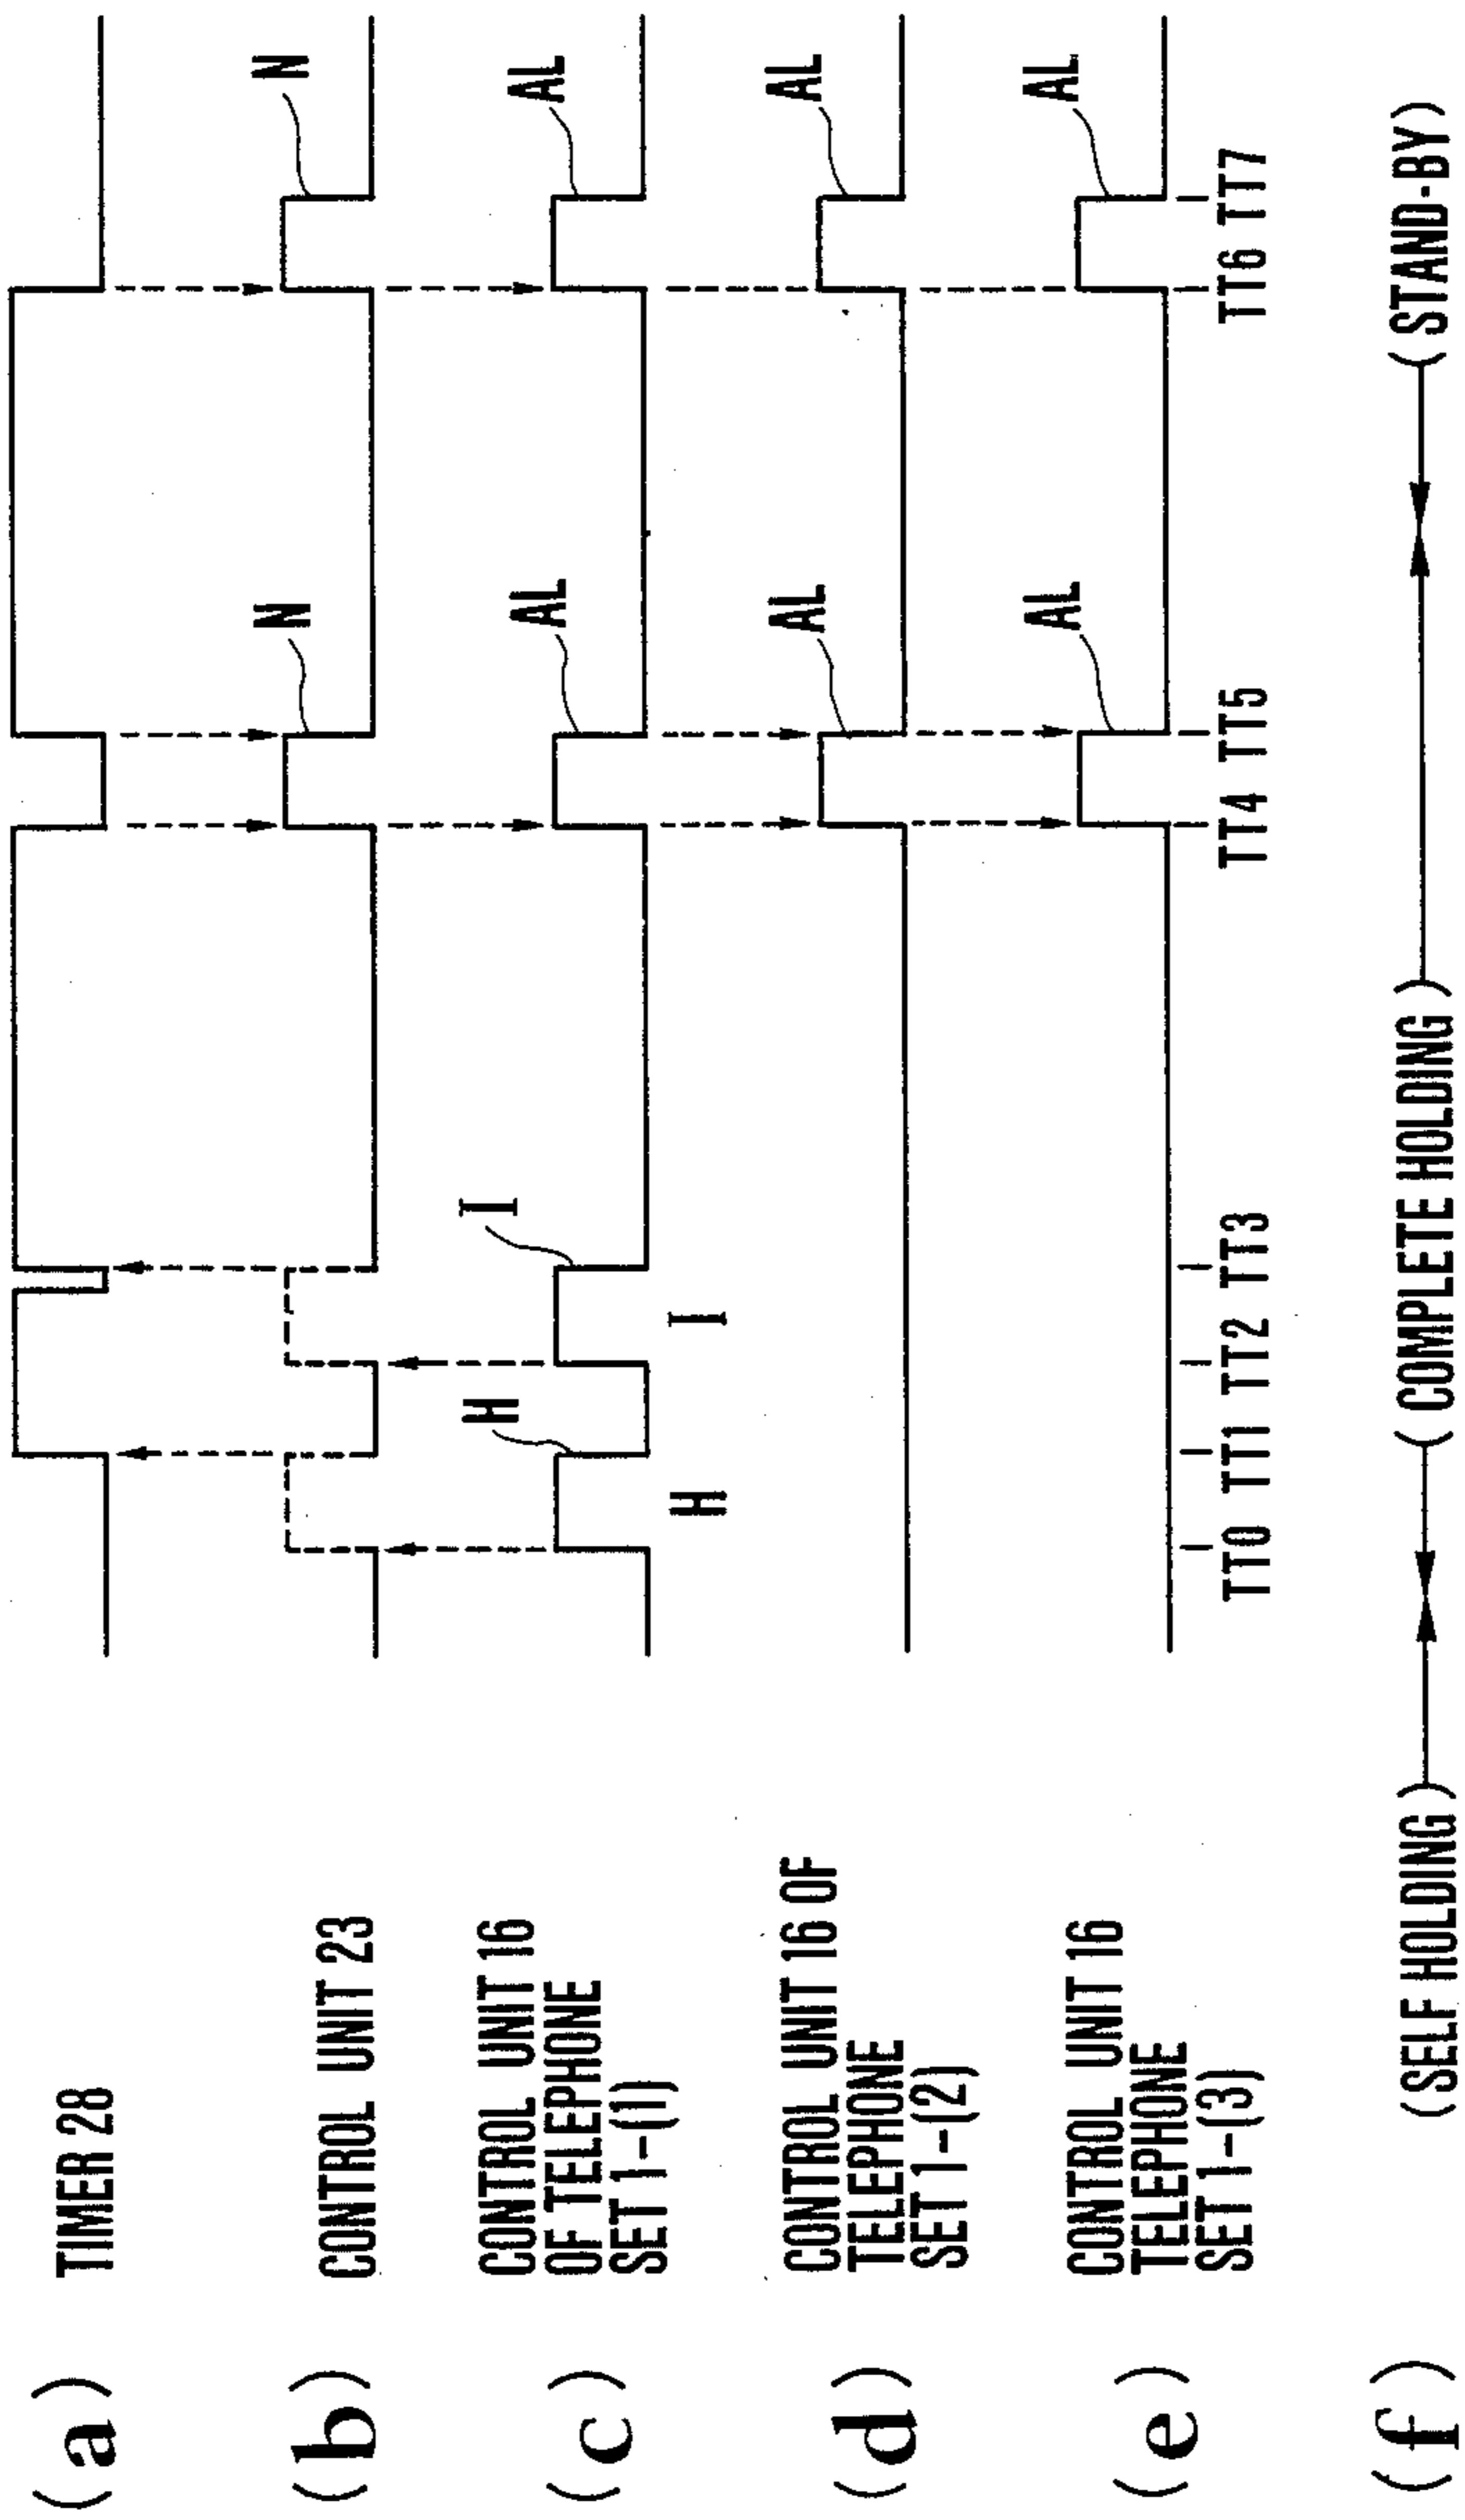 (a)
TIMER 28
(b)
CONTROL UNIT 23
N
N
(c)
CONTROL UNIT 16
OF TELEPHONE
SET 1-(1)
H
I
AL
AL
H
I
(d)
CONTROL UNIT 16 OF
TELEPHONE
SET 1-(2)
AL
AL
(e)
CONTROL UNIT 16
TELEPHONE
SET 1-(3)
AL
AL
TT0 TT1 TT2 TT3
TT4 TT5
TT6 TT7
(f)
(SELF HOLDING)
(COMPLETE HOLDING)
(STAND-BY)